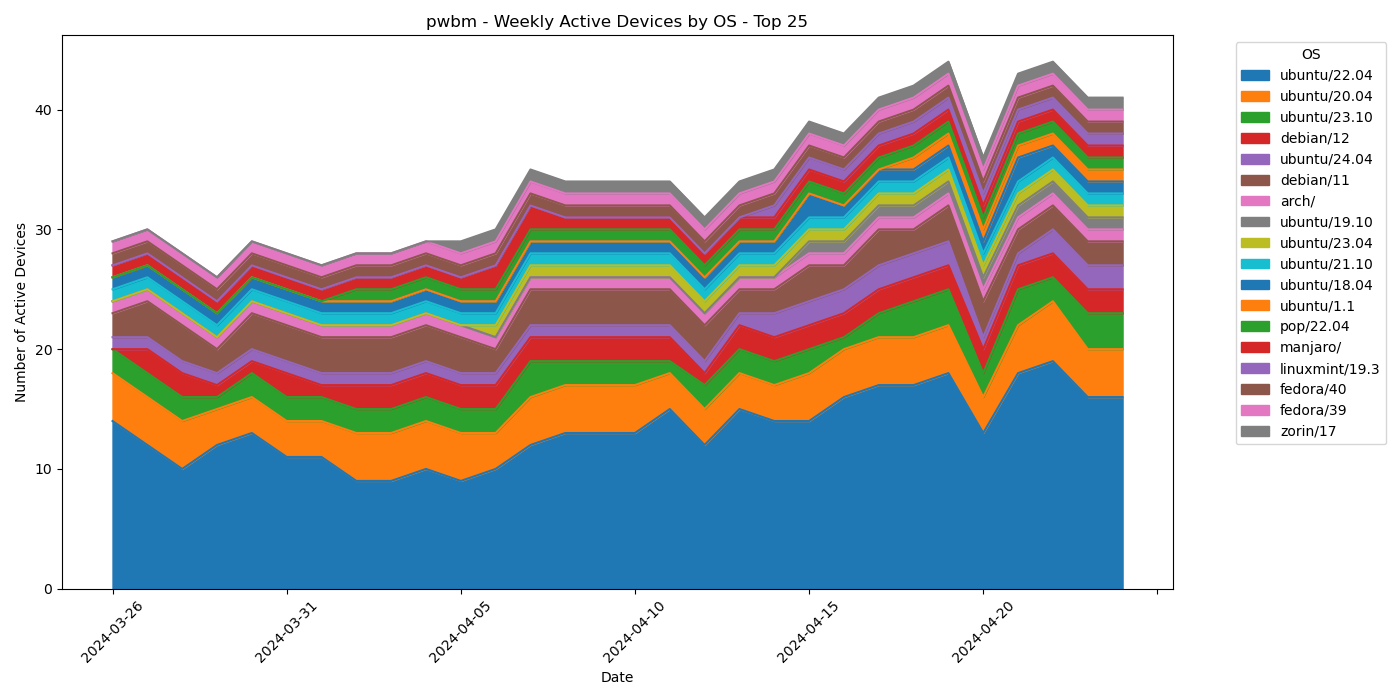 pwbm - Weekly Active Devices by OS - Top 25
Number of Active Devices
40
30
20
10
0
2024-03-26
2024-03-31
2024-04-05
2024-04-10
2024-04-15
2024-04-20
Date
OS
ubuntu/22.04
ubuntu/20.04
ubuntu/23.10
debian/12
ubuntu/24.04
debian/11
arch/
ubuntu/19.10
ubuntu/23.04
ubuntu/21.10
ubuntu/18.04
ubuntu/1.1
pop/22.04
manjaro/
linuxmint/19.3
fedora/40
fedora/39
zorin/17